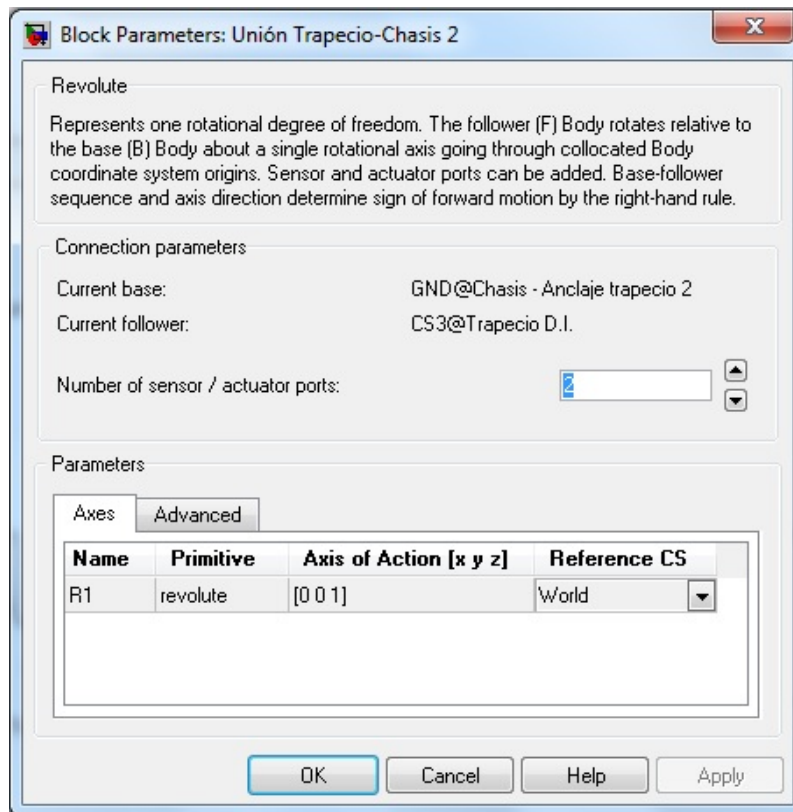 Block Parameters: Unión Trapecio-Chasis 2
Revolute
Represents one rotational degree of freedom. The follower (F) Body rotates relative to
the base (B) Body about a single rotational axis going through collocated Body
coordinate system origins. Sensor and actuator ports can be added. Base-follower
sequence and axis direction determine sign of forward motion by the right-hand rule.
Connection parameters
Current base: GND@Chasis - Anclaje trapecio 2
Current follower: CS3@Trapecio D.I.
Number of sensor / actuator ports: 2
Parameters
Axes Advanced
Name Primitive Axis of Action [x y z] Reference CS
R1 revolute [0 0 1] World
OK Cancel Help Apply